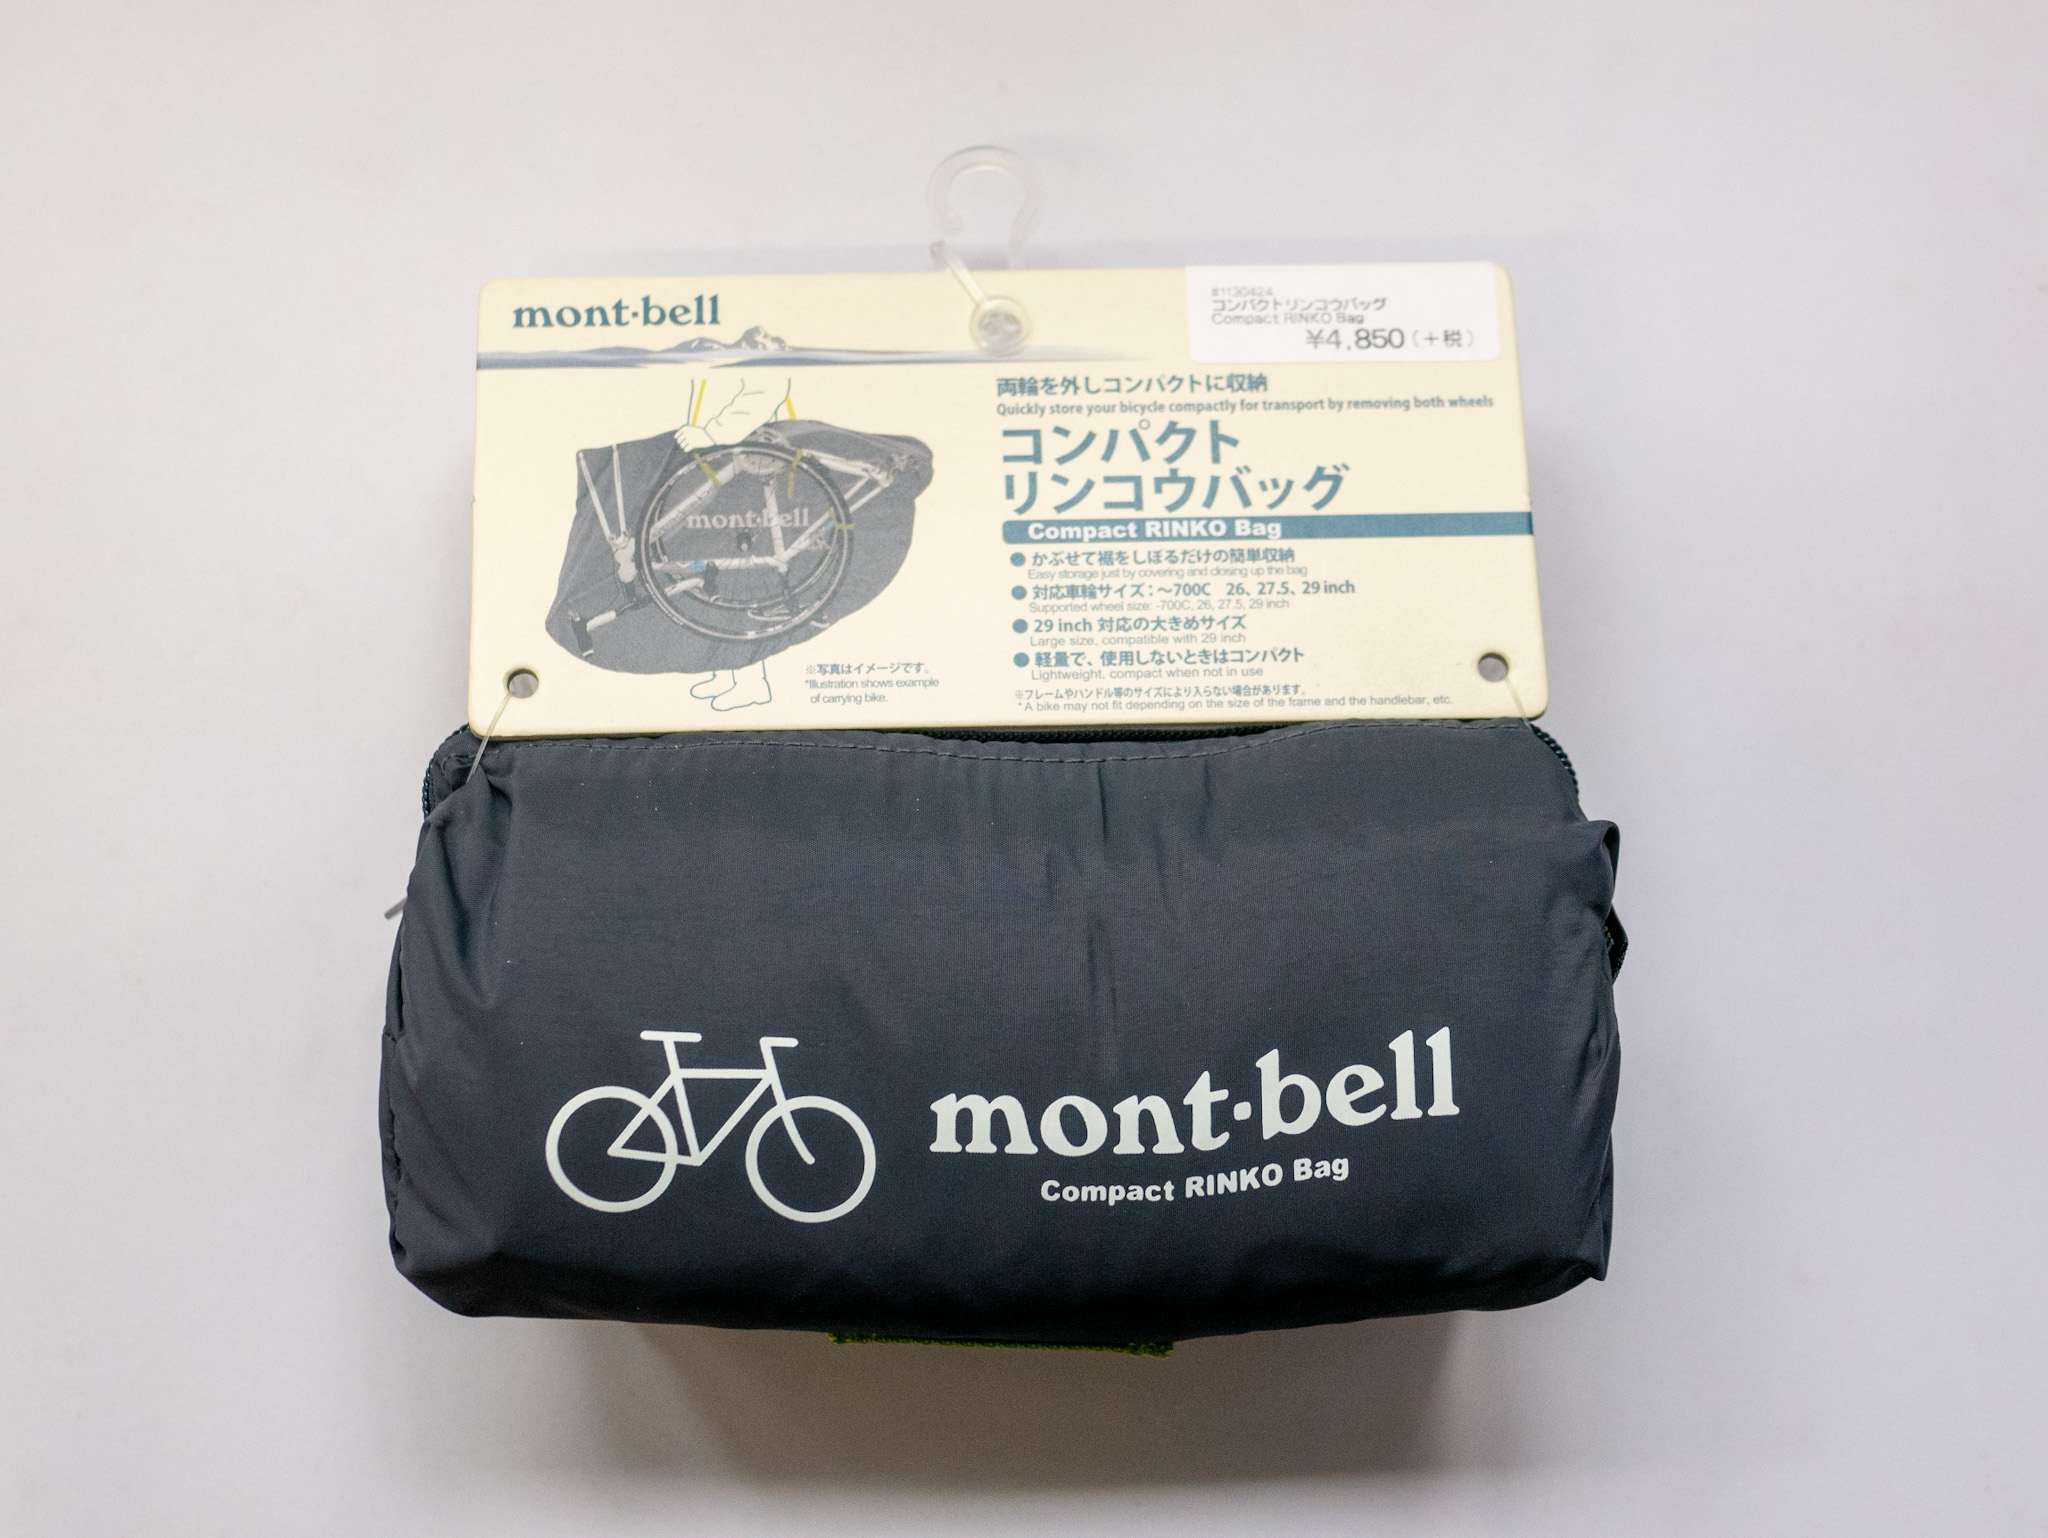 mont·bell
#1130424
コンパクトリンコウバッグ
Compact RINKO Bag
¥4,850(+税)
両輪を外しコンパクトに収納
Quickly store your bicycle compactly for transport by removing both wheels
コンパクト
リンコウバッグ
Compact RINKO Bag
● かぶせて裾をしぼるだけの簡単収納
Easy storage just by covering and closing up the bag
● 対応車輪サイズ：〜700C 26、27.5、29 inch
Supported wheel size: -700C, 26, 27.5, 29 inch
● 29 inch 対応の大きめサイズ
Large size, compatible with 29 inch
● 軽量で、使用しないときはコンパクト
Lightweight, compact when not in use
※フレームやハンドル等のサイズにより入らない場合があります。
* A bike may not fit depending on the size of the frame and the handlebar, etc.
mont·bell
※写真はイメージです。
*Illustration shows example
of carrying bike.
mont·bell
Compact RINKO Bag